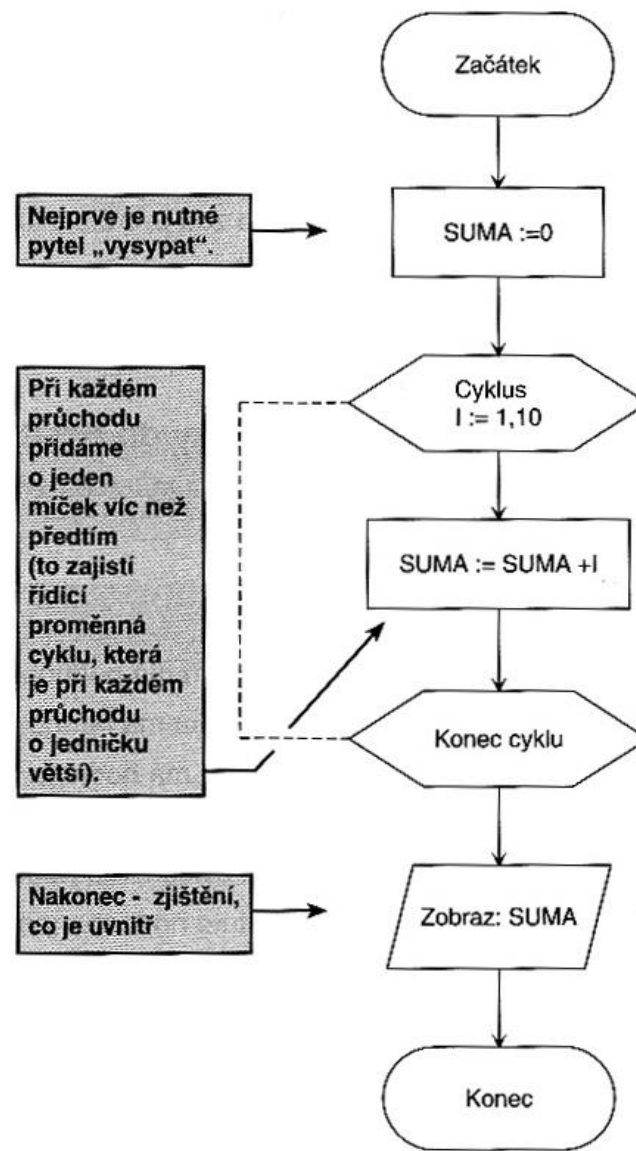 Začátek
Nejprve je nutné
pytel „vysypat“.
SUMA :=0
Při každém
průchodu
přidáme
o jeden
míček víc než
předtím
(to zajistí
řídicí
proměnná
cyklu, která
je při každém
průchodu
o jedničku
větší).
Cyklus
I := 1,10
SUMA := SUMA +I
Konec cyklu
Nakonec - zjištění,
co je uvnitř
Zobraz: SUMA
Konec